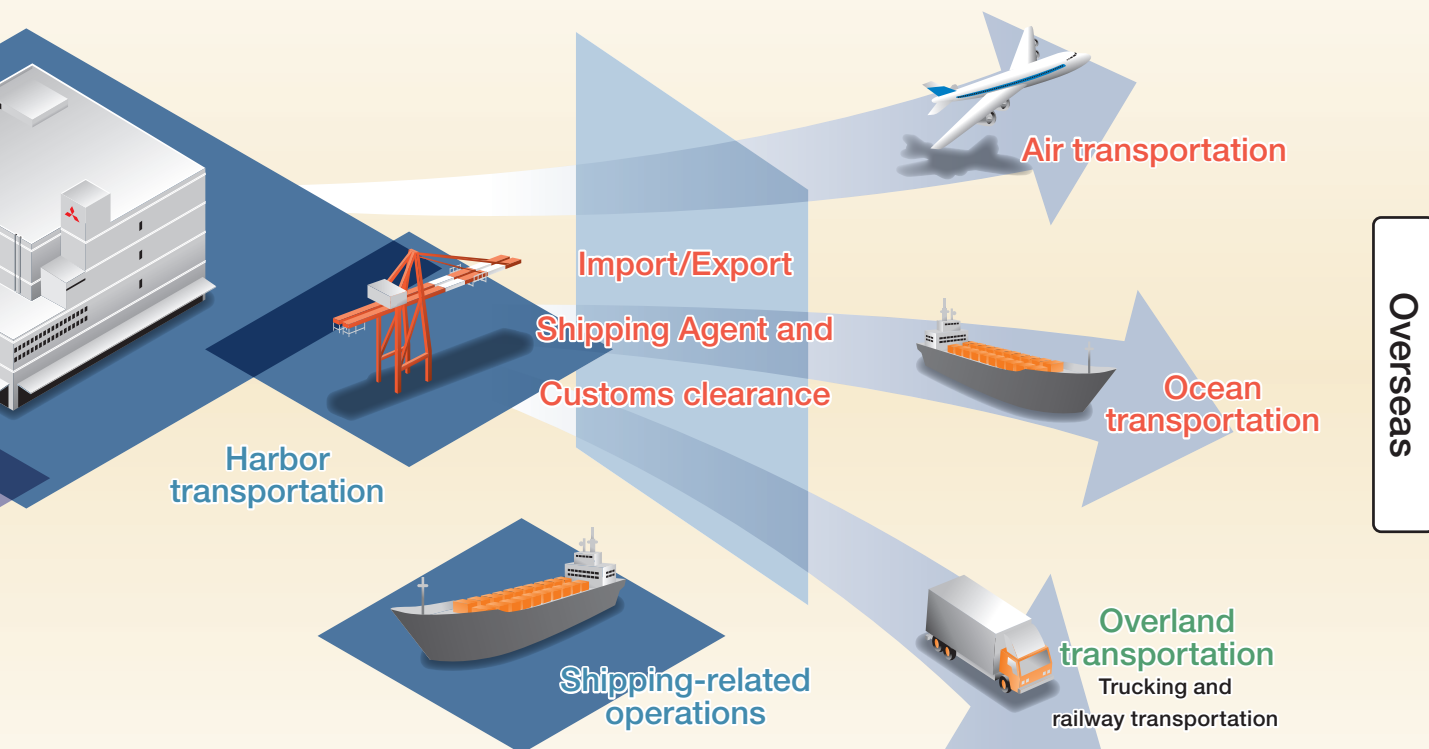 Air transportation
Import/Export
Shipping Agent and
Customs clearance
Overseas
Ocean
transportation
Harbor
transportation
Overland
transportation
Trucking and
railway transportation
Shipping-related
operations